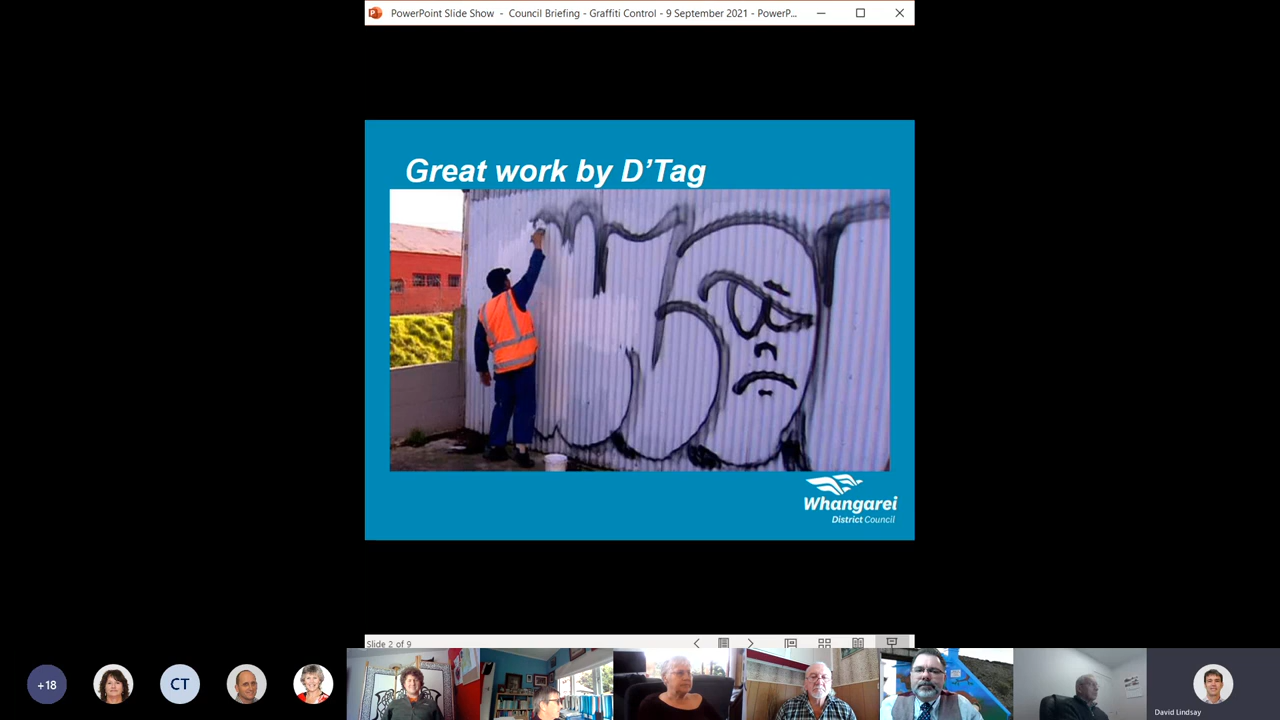 PowerPoint Slide Show - Council Briefing - Graffiti Control - 9 September 2021 - PowerP...
Great work by D'Tag
Whangarei
District Council
Slide 2 of 9
+18
CT
David Lindsay